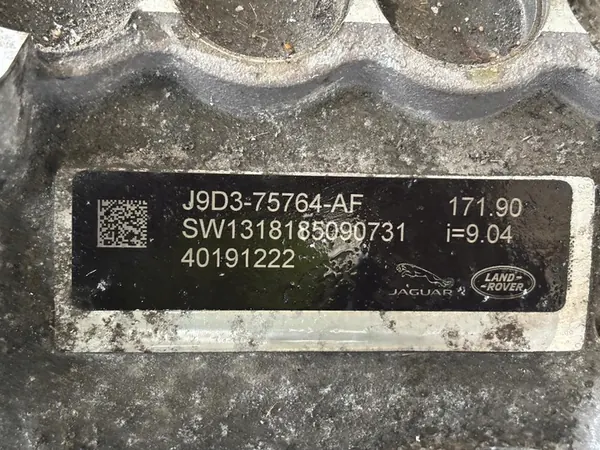 J9D3-75764-AF 171.90
SW1318185090731 i=9.04
40191222
JAGUAR
LAND-
-ROVER